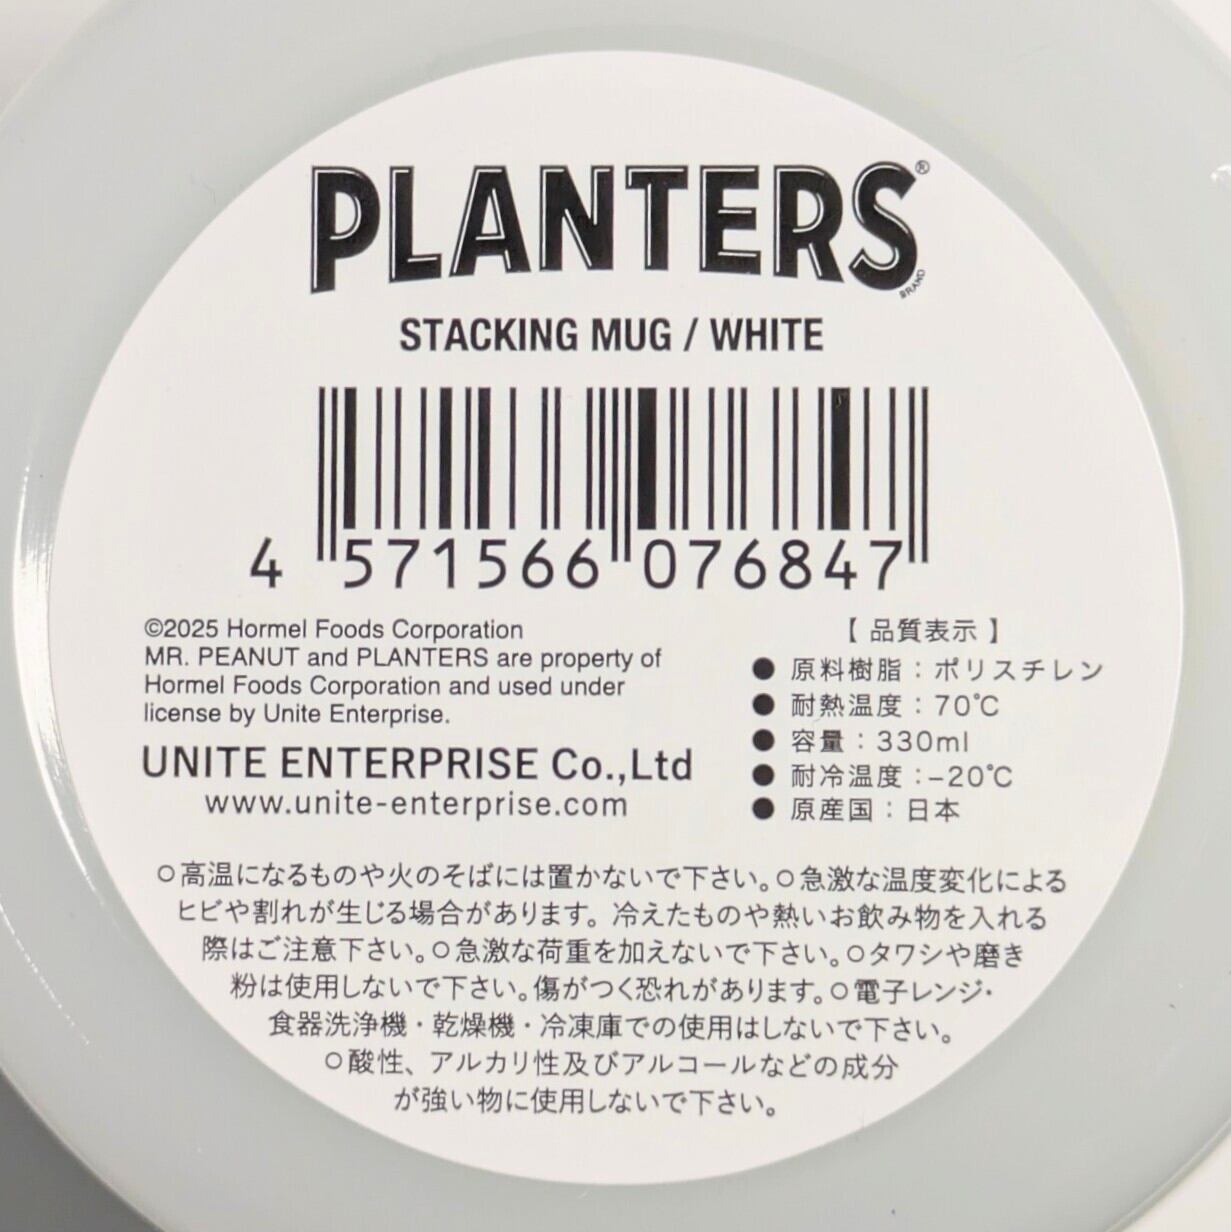 PLANTERS®
BRAND
STACKING MUG / WHITE
4 571566 076847
©2025 Hormel Foods Corporation
MR. PEANUT and PLANTERS are property of
Hormel Foods Corporation and used under
license by Unite Enterprise.
UNITE ENTERPRISE Co.,Ltd
www.unite-enterprise.com
【 品質表示 】
● 原料樹脂：ポリスチレン
● 耐熱温度：70℃
● 容量：330ml
● 耐冷温度：-20℃
● 原産国：日本
○高温になるものや火のそばには置かないで下さい。○急激な温度変化による
ヒビや割れが生じる場合があります。冷えたものや熱いお飲み物を入れる
際はご注意下さい。○急激な荷重を加えないで下さい。○タワシや磨き
粉は使用しないで下さい。傷がつく恐れがあります。○電子レンジ・
食器洗浄機・乾燥機・冷凍庫での使用はしないで下さい。
○酸性、アルカリ性及びアルコールなどの成分
が強い物に使用しないで下さい。